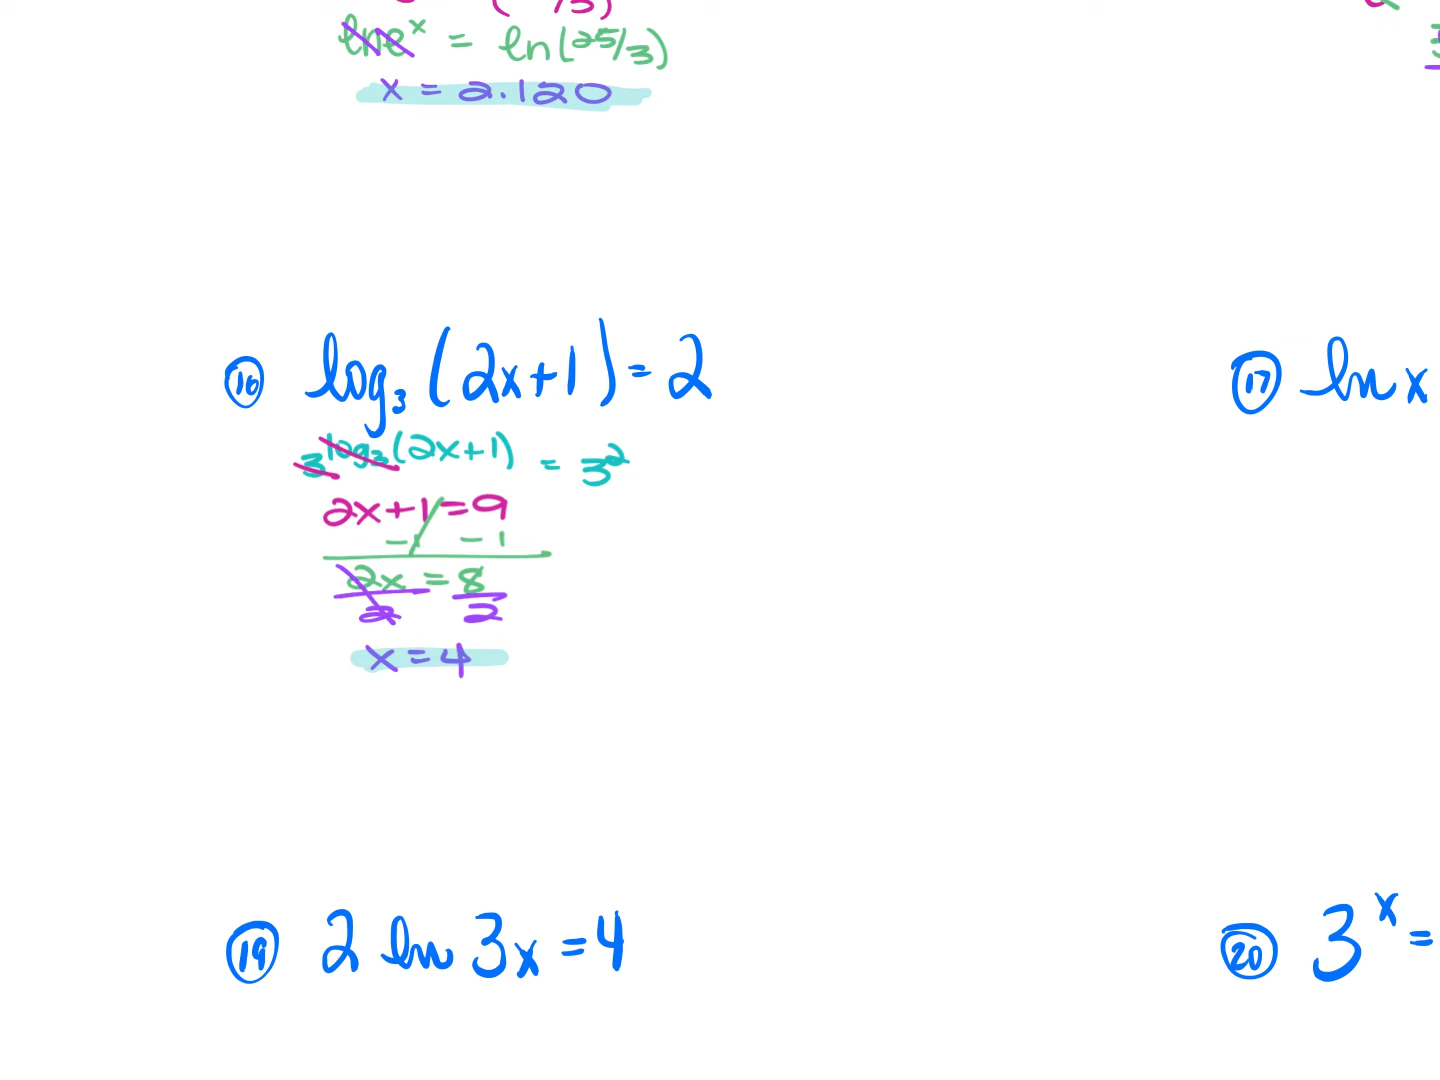 ln e^x = ln(25/3)
x = 2.120
16 log₃ (2x+1) = 2
3^log₃(2x+1) = 3²
2x+1 = 9
-1 -1
2x = 8
2 2
x = 4
17 ln x
19 2 ln 3x = 4
20 3^x =